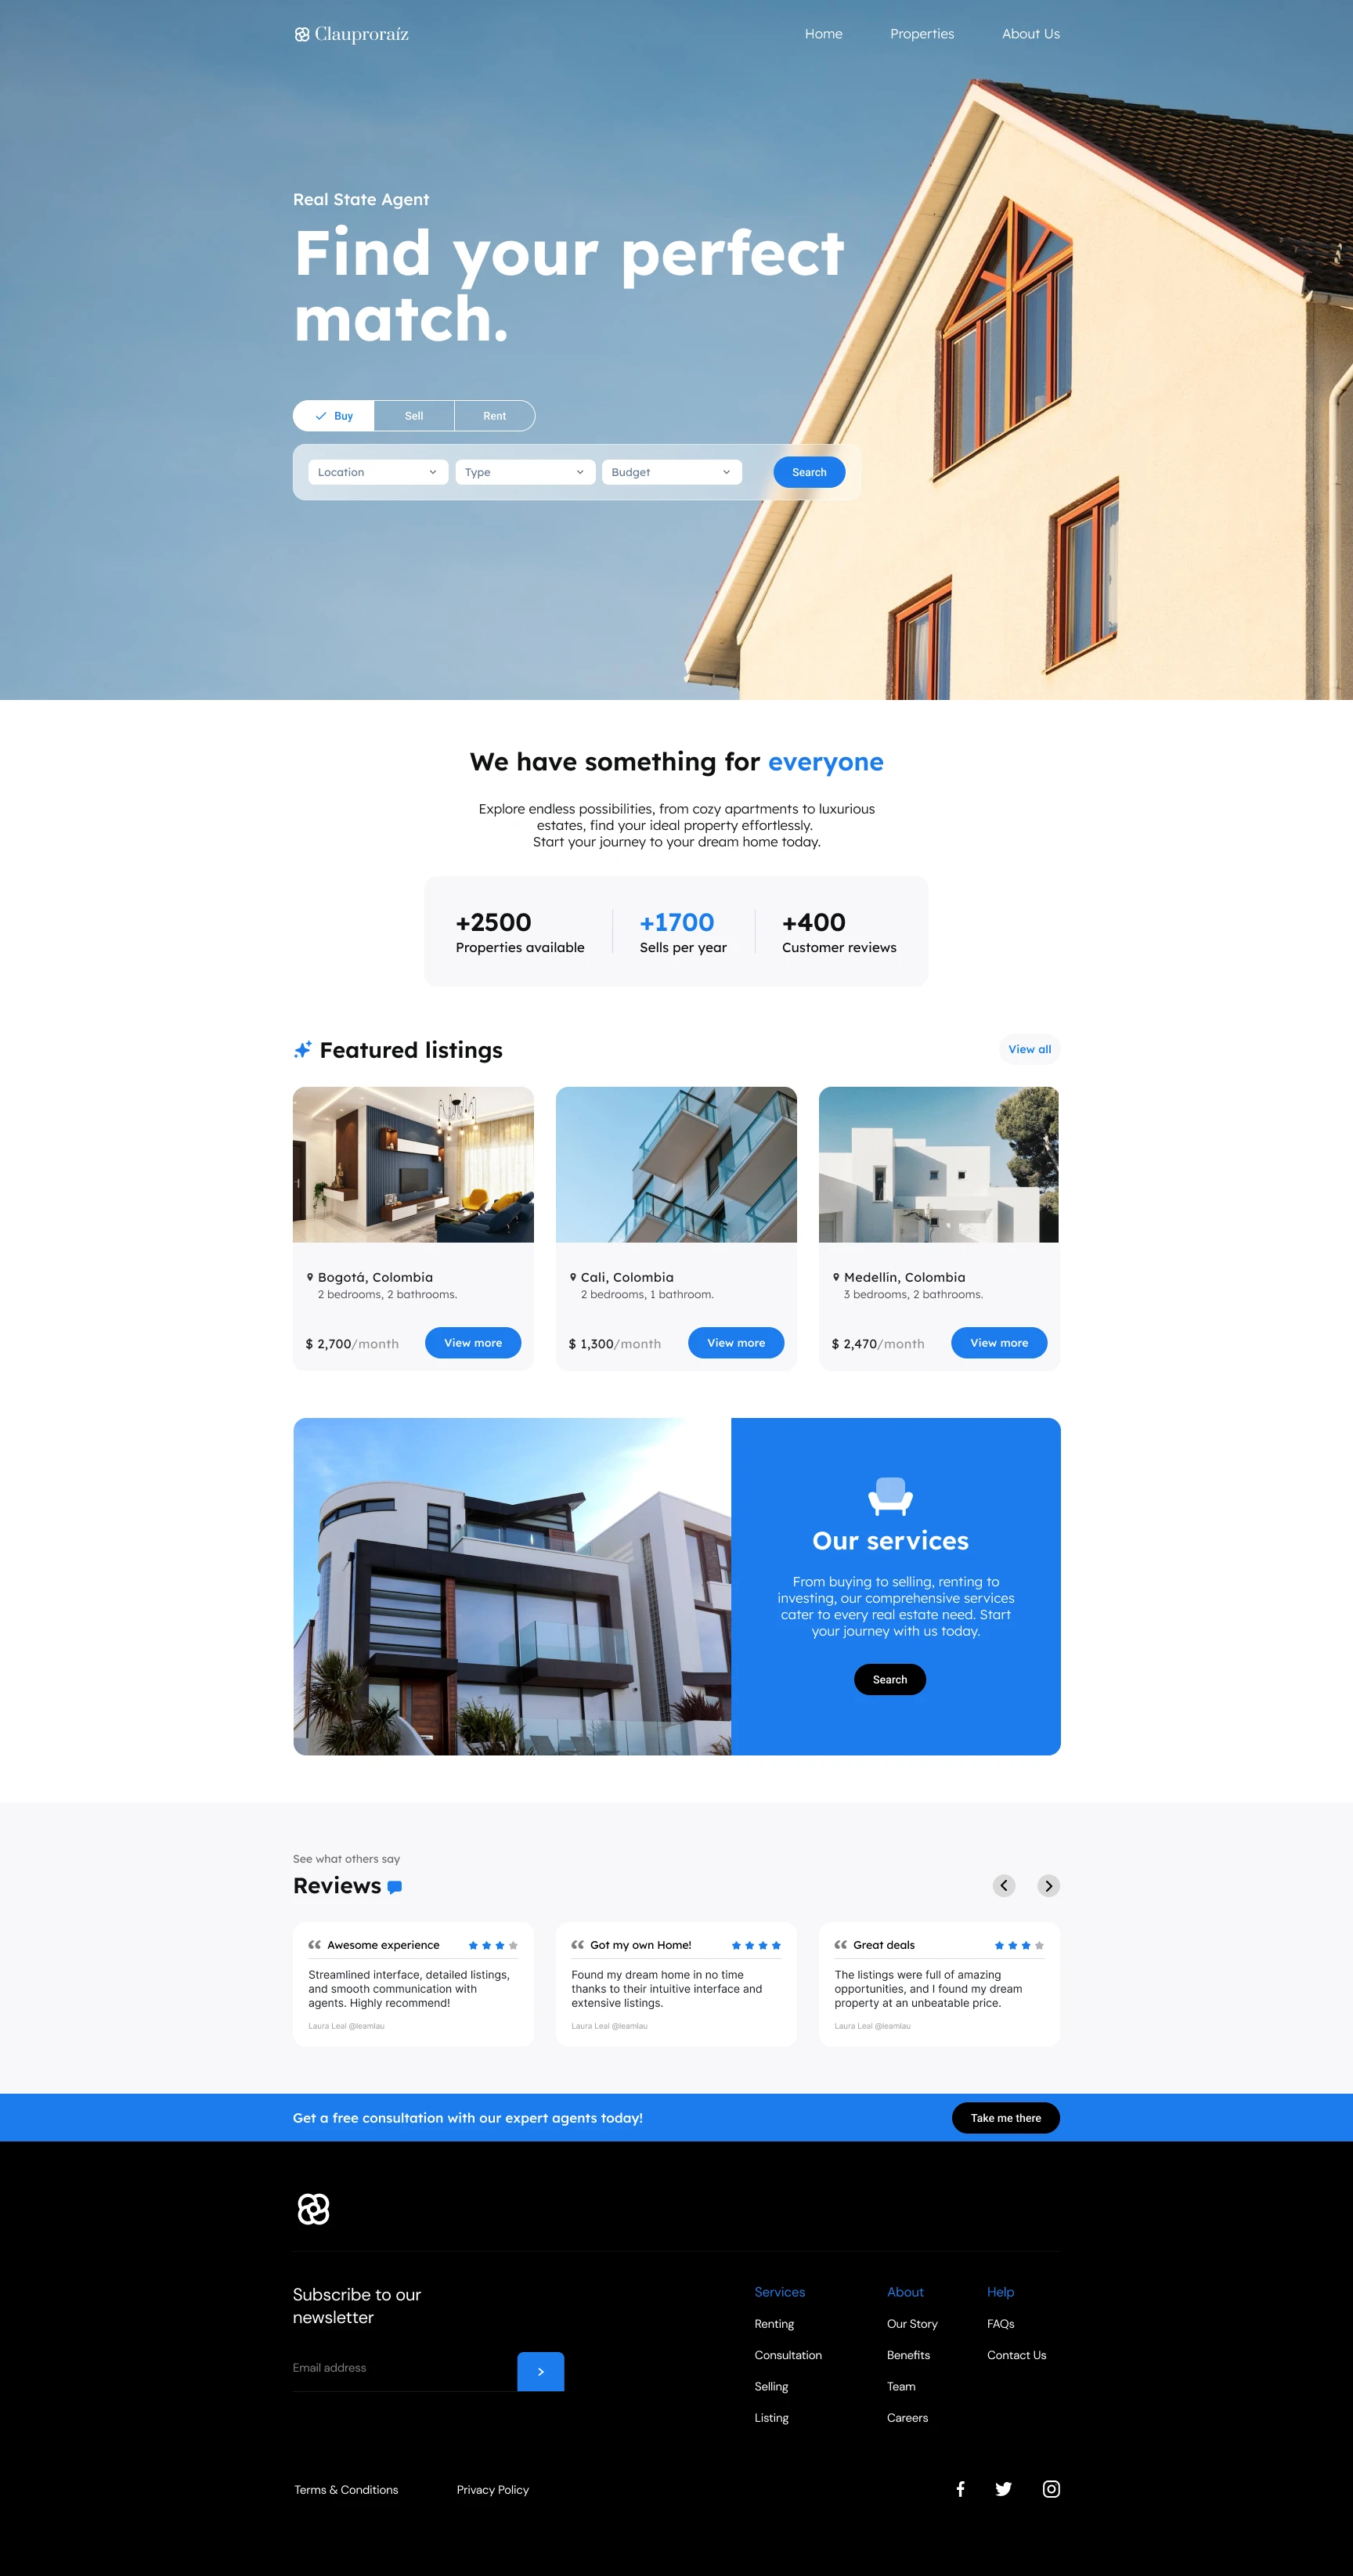 Clauproraíz
Home
Properties
About Us
Real State Agent
Find your perfect
match.
Buy
Sell
Rent
Location
Type
Budget
Search
We have something for everyone
Explore endless possibilities, from cozy apartments to luxurious
estates, find your ideal property effortlessly.
Start your journey to your dream home today.
+2500
Properties available
+1700
Sells per year
+400
Customer reviews
Featured listings
View all
Bogotá, Colombia
2 bedrooms, 2 bathrooms.
$ 2,700/month
View more
Cali, Colombia
2 bedrooms, 1 bathroom.
$ 1,300/month
View more
Medellín, Colombia
3 bedrooms, 2 bathrooms.
$ 2,470/month
View more
Our services
From buying to selling, renting to
investing, our comprehensive services
cater to every real estate need. Start
your journey with us today.
Search
See what others say
Reviews
Awesome experience
Streamlined interface, detailed listings,
and smooth communication with
agents. Highly recommend!
Laura Leal @leamlau
Got my own Home!
Found my dream home in no time
thanks to their intuitive interface and
extensive listings.
Laura Leal @leamlau
Great deals
The listings were full of amazing
opportunities, and I found my dream
property at an unbeatable price.
Laura Leal @leamlau
Get a free consultation with our expert agents today!
Take me there
Subscribe to our
newsletter
Email address
Services
Renting
Consultation
Selling
Listing
About
Our Story
Benefits
Team
Careers
Help
FAQs
Contact Us
Terms & Conditions
Privacy Policy